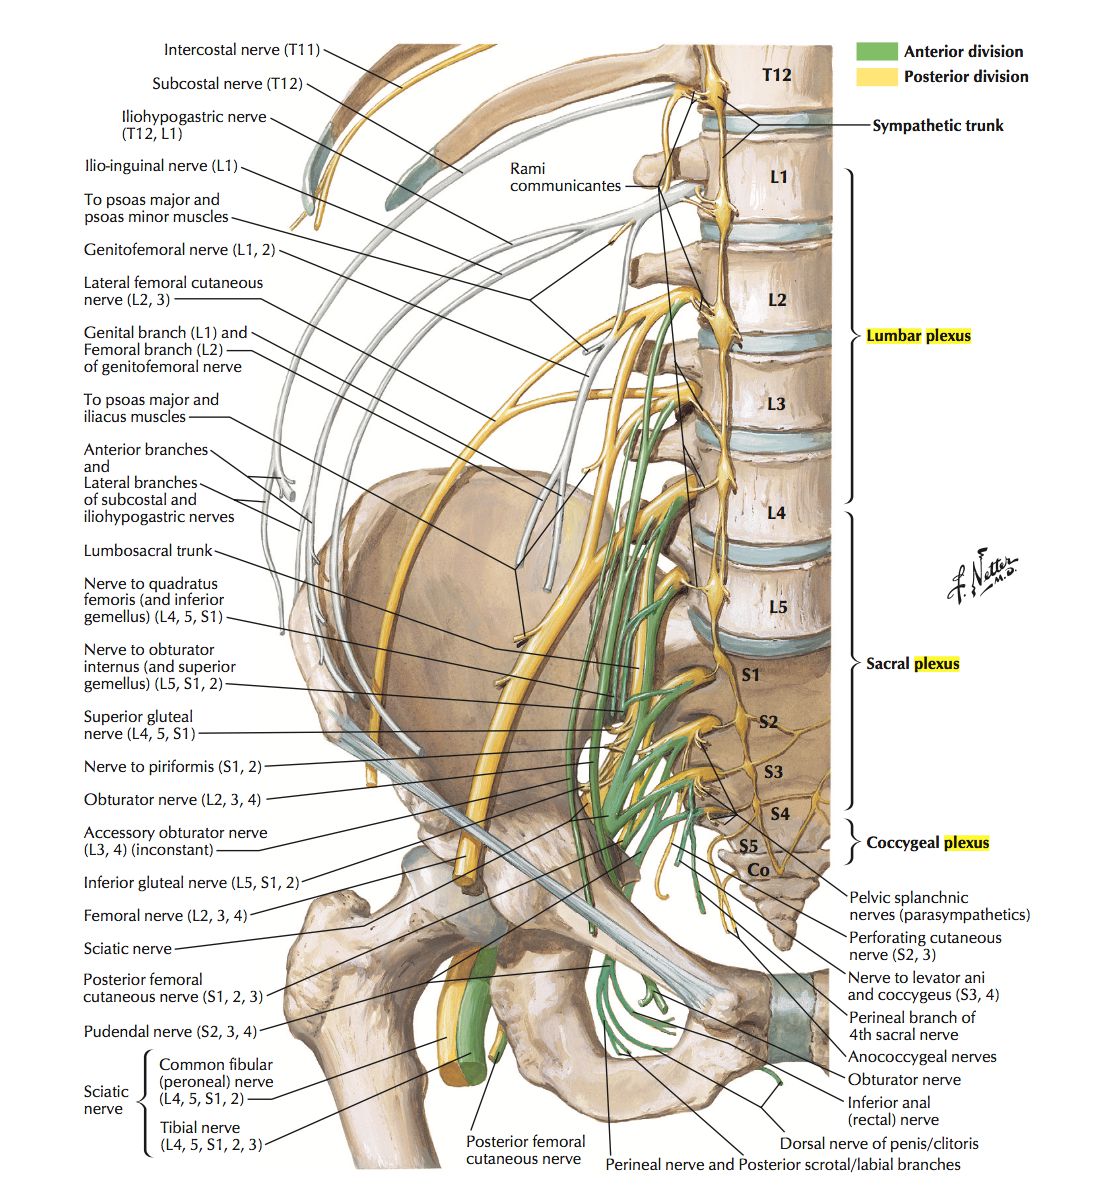 Intercostal nerve (T11)
Subcostal nerve (T12)
Iliohypogastric nerve
(T12, L1)
Ilio-inguinal nerve (L1)
To psoas major and
psoas minor muscles
Genitofemoral nerve (L1, 2)
Lateral femoral cutaneous
nerve (L2, 3)
Genital branch (L1) and
Femoral branch (L2)
of genitofemoral nerve
To psoas major and
iliacus muscles
Anterior branches
and
Lateral branches
of subcostal and
iliohypogastric nerves
Lumbosacral trunk
Nerve to quadratus
femoris (and inferior
gemellus) (L4, 5, S1)
Nerve to obturator
internus (and superior
gemellus) (L5, S1, 2)
Superior gluteal
nerve (L4, 5, S1)
Nerve to piriformis (S1, 2)
Obturator nerve (L2, 3, 4)
Accessory obturator nerve
(L3, 4) (inconstant)
Inferior gluteal nerve (L5, S1, 2)
Femoral nerve (L2, 3, 4)
Sciatic nerve
Posterior femoral
cutaneous nerve (S1, 2, 3)
Pudendal nerve (S2, 3, 4)
Sciatic
nerve
Common fibular
(peroneal) nerve
(L4, 5, S1, 2)
Tibial nerve
(L4, 5, S1, 2, 3)
Rami
communicantes
T12
L1
L2
L3
L4
L5
S1
S2
S3
S4
S5
Co
Anterior division
Posterior division
Sympathetic trunk
Lumbar plexus
F. Netter
M.D.
Sacral plexus
Coccygeal plexus
Pelvic splanchnic
nerves (parasympathetics)
Perforating cutaneous
nerve (S2, 3)
Nerve to levator ani
and coccygeus (S3, 4)
Perineal branch of
4th sacral nerve
Anococcygeal nerves
Obturator nerve
Inferior anal
(rectal) nerve
Dorsal nerve of penis/clitoris
Perineal nerve and Posterior scrotal/labial branches
Posterior femoral
cutaneous nerve